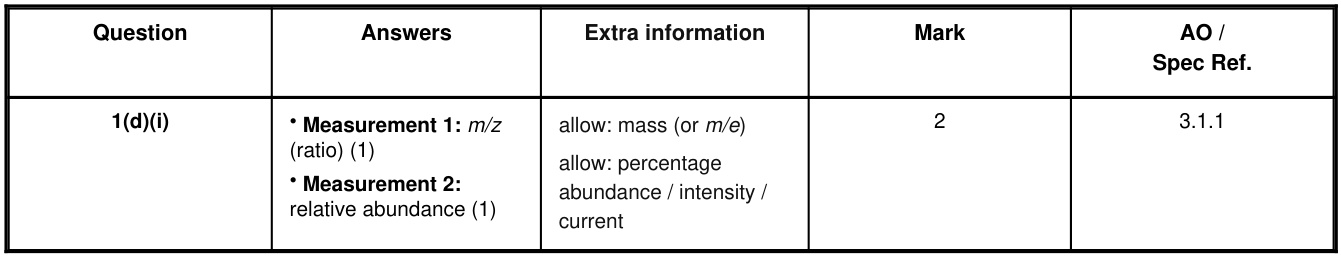 Question Answers Extra information Mark AO /
Spec Ref.
1(d)(i)
• Measurement 1: m/z
(ratio) (1)
• Measurement 2:
relative abundance (1)
allow: mass (or m/e)
allow: percentage
abundance / intensity /
current
2
3.1.1